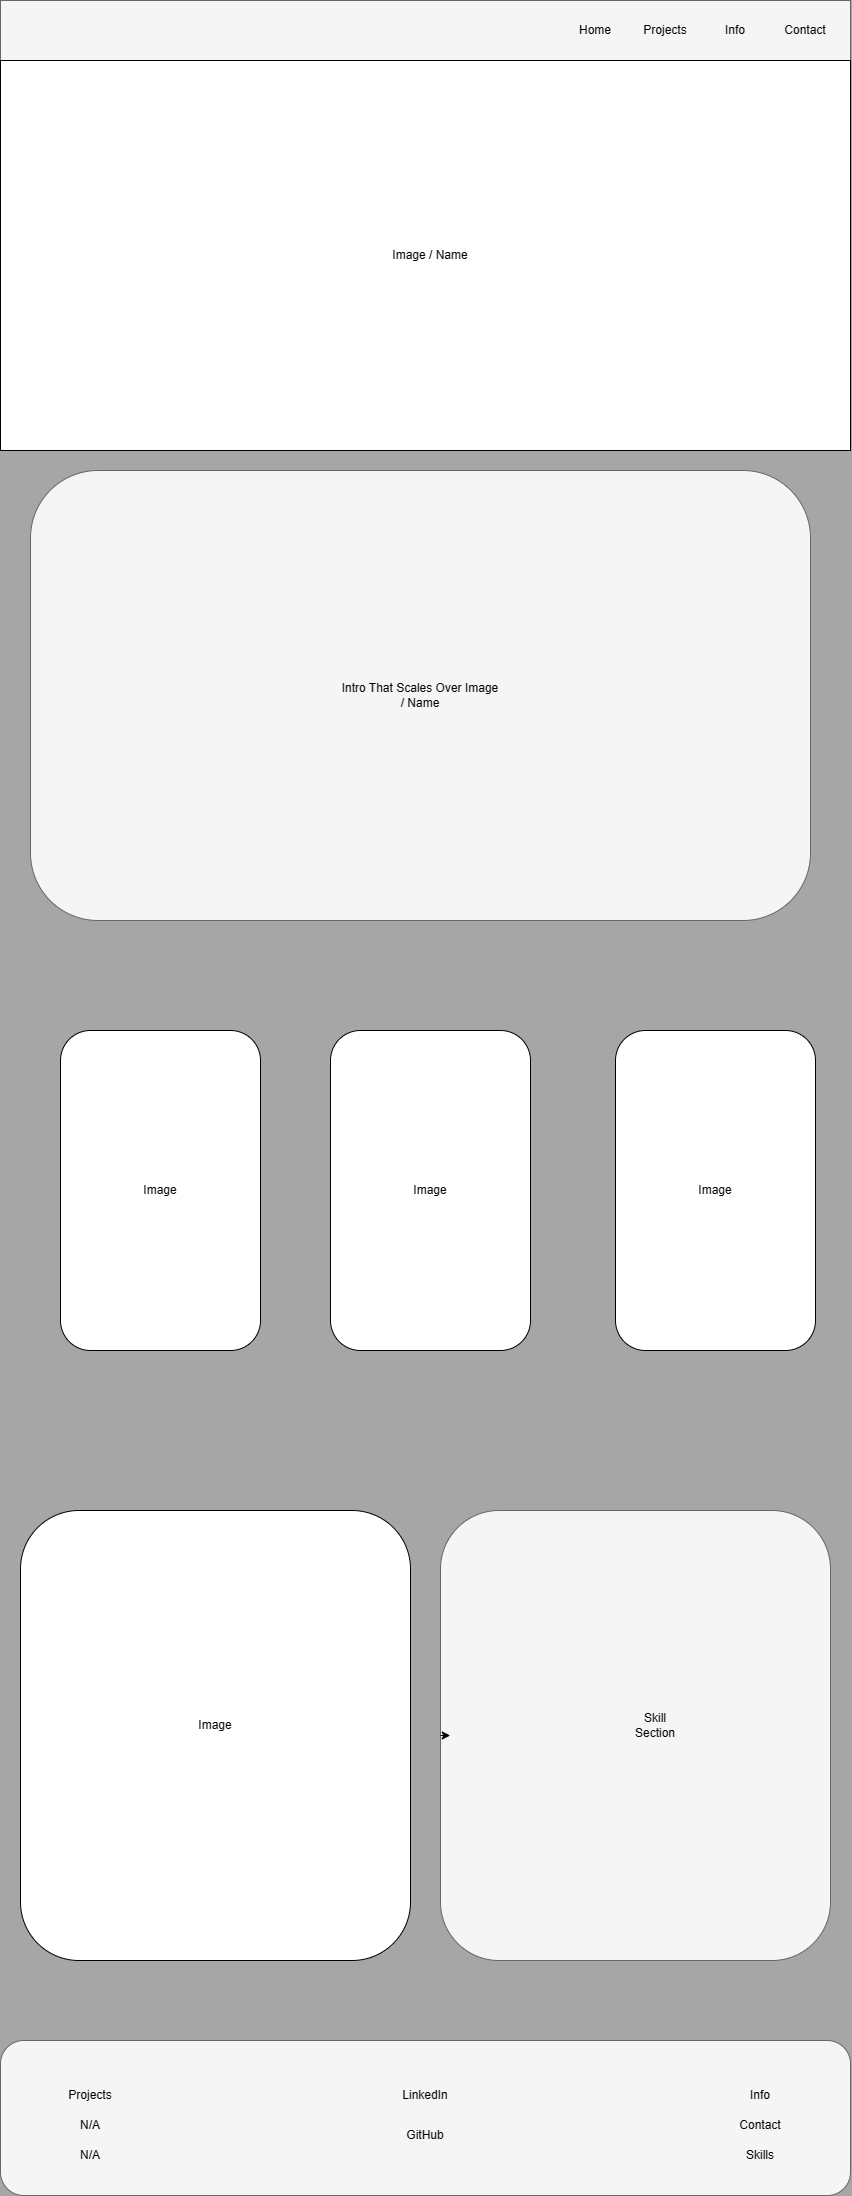 Home Projects Info Contact
Image / Name
Intro That Scales Over Image
/ Name
Image Image Image
Image
Skill
Section
Projects LinkedIn Info
N/A GitHub Contact
N/A Skills